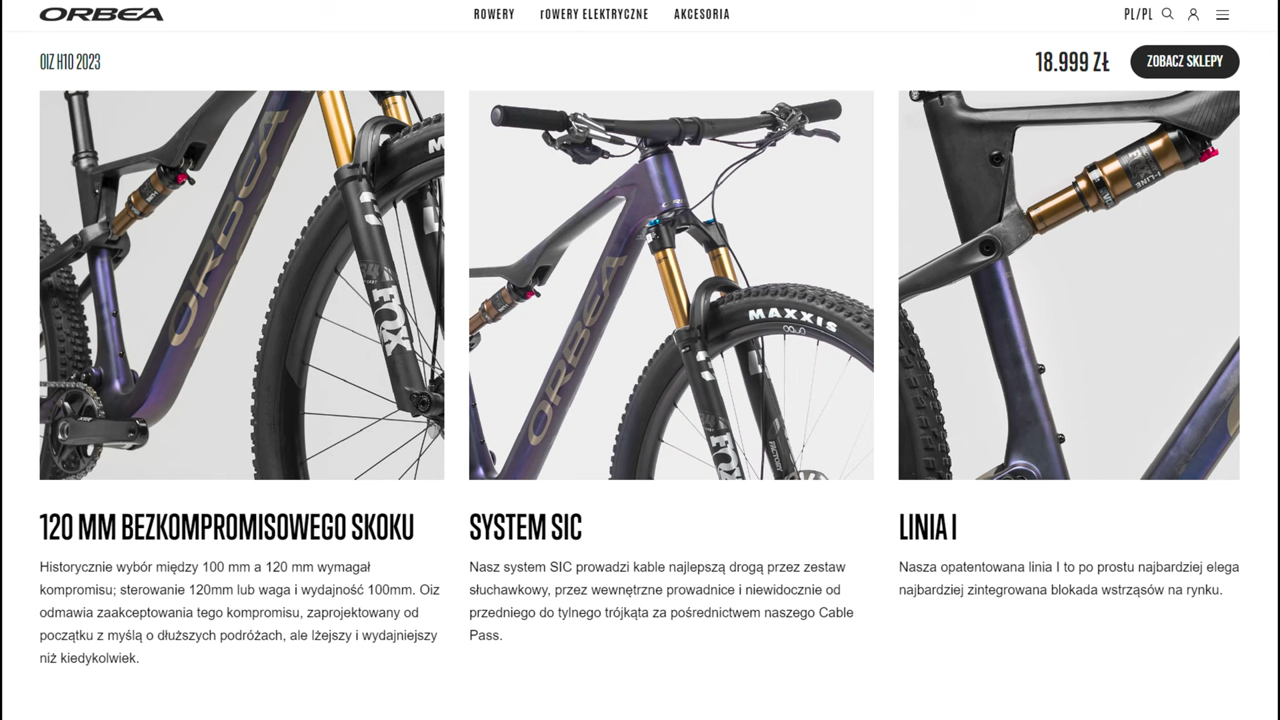 ORBEA
ROWERY rOWERY ELEKTRYCZNE AKCESORIA
PL/PL
OIZ H10 2023
18.999 ZŁ
ZOBACZ SKLEPY
ORBEA
FOX
34
M
ORBEA
MAXXIS
FOX
34
FACTORY
I-LINE
FOX
120 MM BEZKOMPROMISOWEGO SKOKU
Historycznie wybór między 100 mm a 120 mm wymagał
kompromisu; sterowanie 120mm lub waga i wydajność 100mm. Oiz
odmawia zaakceptowania tego kompromisu, zaprojektowany od
początku z myślą o dłuższych podróżach, ale lżejszy i wydajniejszy
niż kiedykolwiek.
SYSTEM SIC
Nasz system SIC prowadzi kable najlepszą drogą przez zestaw
słuchawkowy, przez wewnętrzne prowadnice i niewidocznie od
przedniego do tylnego trójkąta za pośrednictwem naszego Cable
Pass.
LINIA I
Nasza opatentowana linia I to po prostu najbardziej elega
najbardziej zintegrowana blokada wstrząsów na rynku.